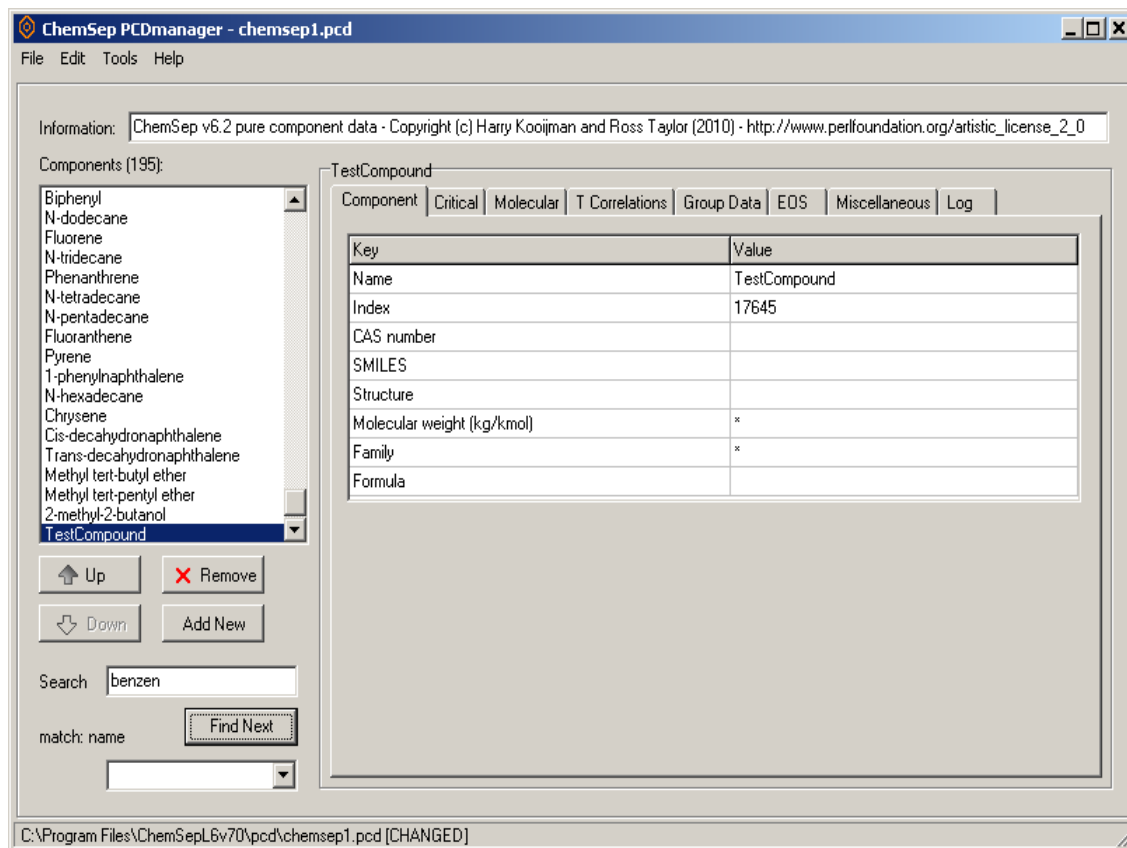 ChemSep PCDmanager - chemsep1.pcd
File Edit Tools Help
Information: ChemSep v6.2 pure component data - Copyright (c) Harry Kooijman and Ross Taylor (2010) - http://www.perlfoundation.org/artistic_license_2_0
Components (195):
Biphenyl
N-dodecane
Fluorene
N-tridecane
Phenanthrene
N-tetradecane
N-pentadecane
Fluoranthene
Pyrene
1-phenylnaphthalene
N-hexadecane
Chrysene
Cis-decahydronaphthalene
Trans-decahydronaphthalene
Methyl tert-butyl ether
Methyl tert-pentyl ether
2-methyl-2-butanol
TestCompound
Up Remove
Down Add New
Search benzen
match: name Find Next
TestCompound
Component Critical Molecular T Correlations Group Data EOS Miscellaneous Log
Key Value
Name TestCompound
Index 17645
CAS number
SMILES
Structure
Molecular weight (kg/kmol) *
Family *
Formula
C:\Program Files\ChemSepL6v70\pcd\chemsep1.pcd [CHANGED]